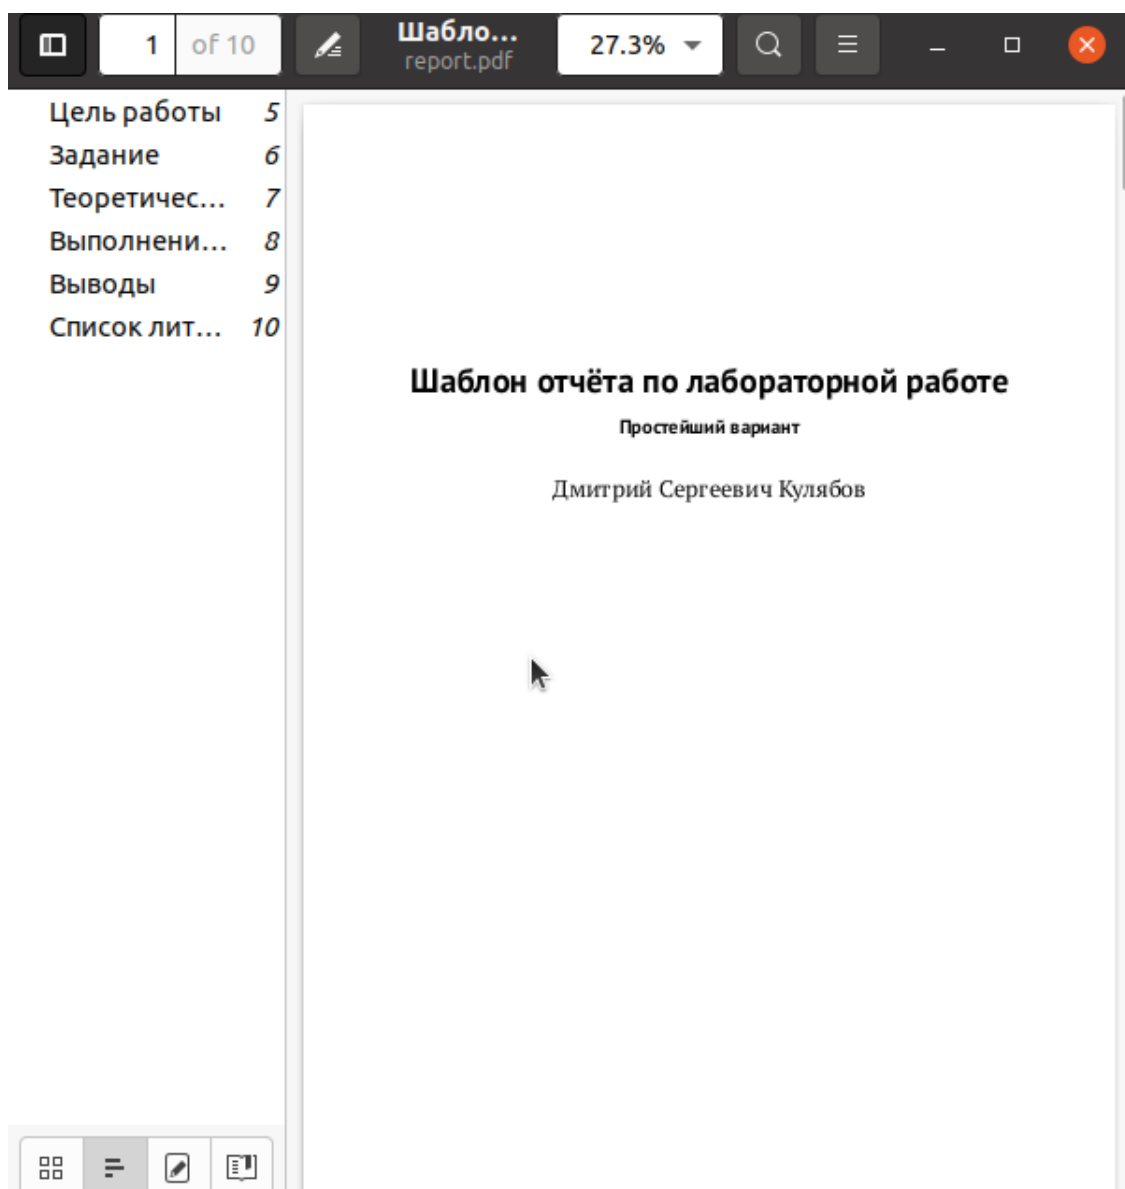 1 of 10
Шабло...
report.pdf
27.3%
Цель работы 5
Задание 6
Теоретичес... 7
Выполнени... 8
Выводы 9
Список лит... 10
Шаблон отчёта по лабораторной работе
Простейший вариант
Дмитрий Сергеевич Кулябов